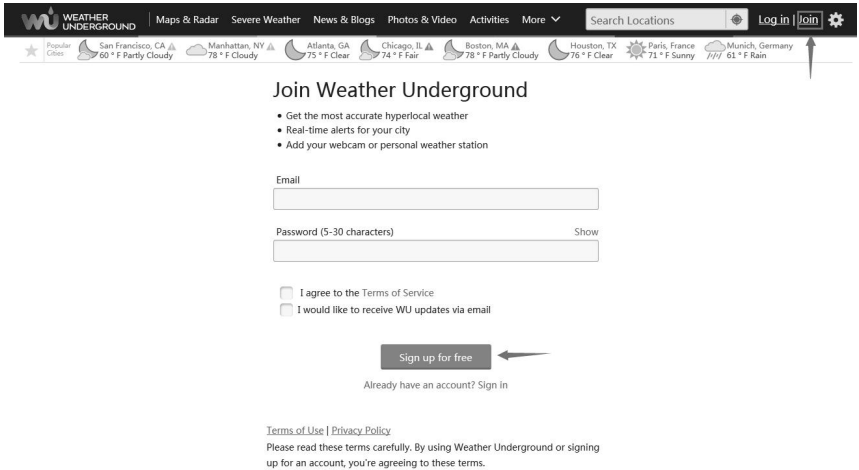 WEATHER
UNDERGROUND
Maps & Radar Severe Weather News & Blogs Photos & Video Activities More
Search Locations
Log in | Join
Popular
Cities
San Francisco, CA
60 ° F Partly Cloudy
Manhattan, NY
78 ° F Cloudy
Atlanta, GA
75 ° F Clear
Chicago, IL
74 ° F Fair
Boston, MA
78 ° F Partly Cloudy
Houston, TX
76 ° F Clear
Paris, France
71 ° F Sunny
Munich, Germany
61 ° F Rain
Join Weather Underground
• Get the most accurate hyperlocal weather
• Real-time alerts for your city
• Add your webcam or personal weather station
Email
Password (5-30 characters) Show
I agree to the Terms of Service
I would like to receive WU updates via email
Sign up for free
Already have an account? Sign in
Terms of Use | Privacy Policy
Please read these terms carefully. By using Weather Underground or signing
up for an account, you're agreeing to these terms.